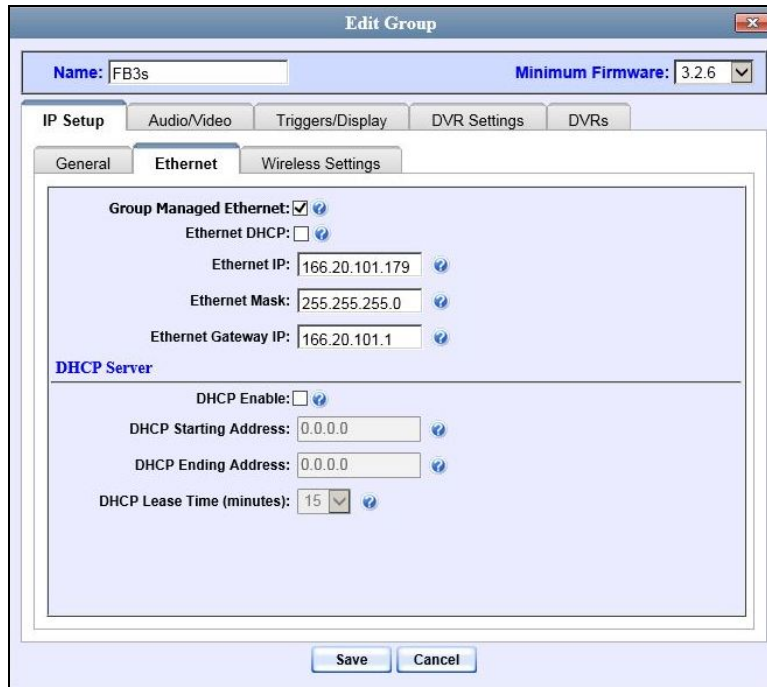 Edit Group
Name: FB3s Minimum Firmware: 3.2.6
IP Setup Audio/Video Triggers/Display DVR Settings DVRs
General Ethernet Wireless Settings
Group Managed Ethernet:
Ethernet DHCP:
Ethernet IP: 166.20.101.179
Ethernet Mask: 255.255.255.0
Ethernet Gateway IP: 166.20.101.1
DHCP Server
DHCP Enable:
DHCP Starting Address: 0.0.0.0
DHCP Ending Address: 0.0.0.0
DHCP Lease Time (minutes): 15
Save Cancel